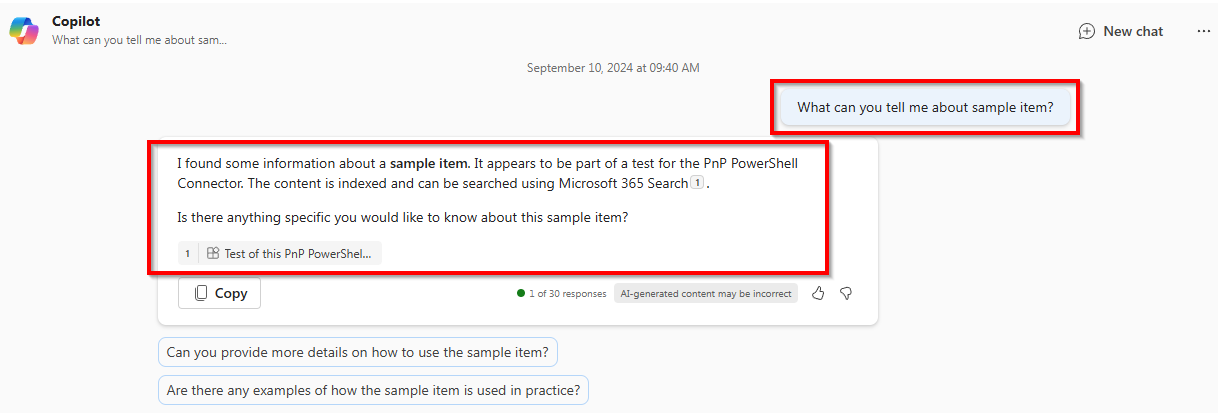 Copilot
What can you tell me about sam...
New chat
September 10, 2024 at 09:40 AM
What can you tell me about sample item?
I found some information about a sample item. It appears to be part of a test for the PnP PowerShell
Connector. The content is indexed and can be searched using Microsoft 365 Search 1 .
Is there anything specific you would like to know about this sample item?
1 Test of this PnP PowerShel...
Copy
1 of 30 responses
AI-generated content may be incorrect
Can you provide more details on how to use the sample item?
Are there any examples of how the sample item is used in practice?